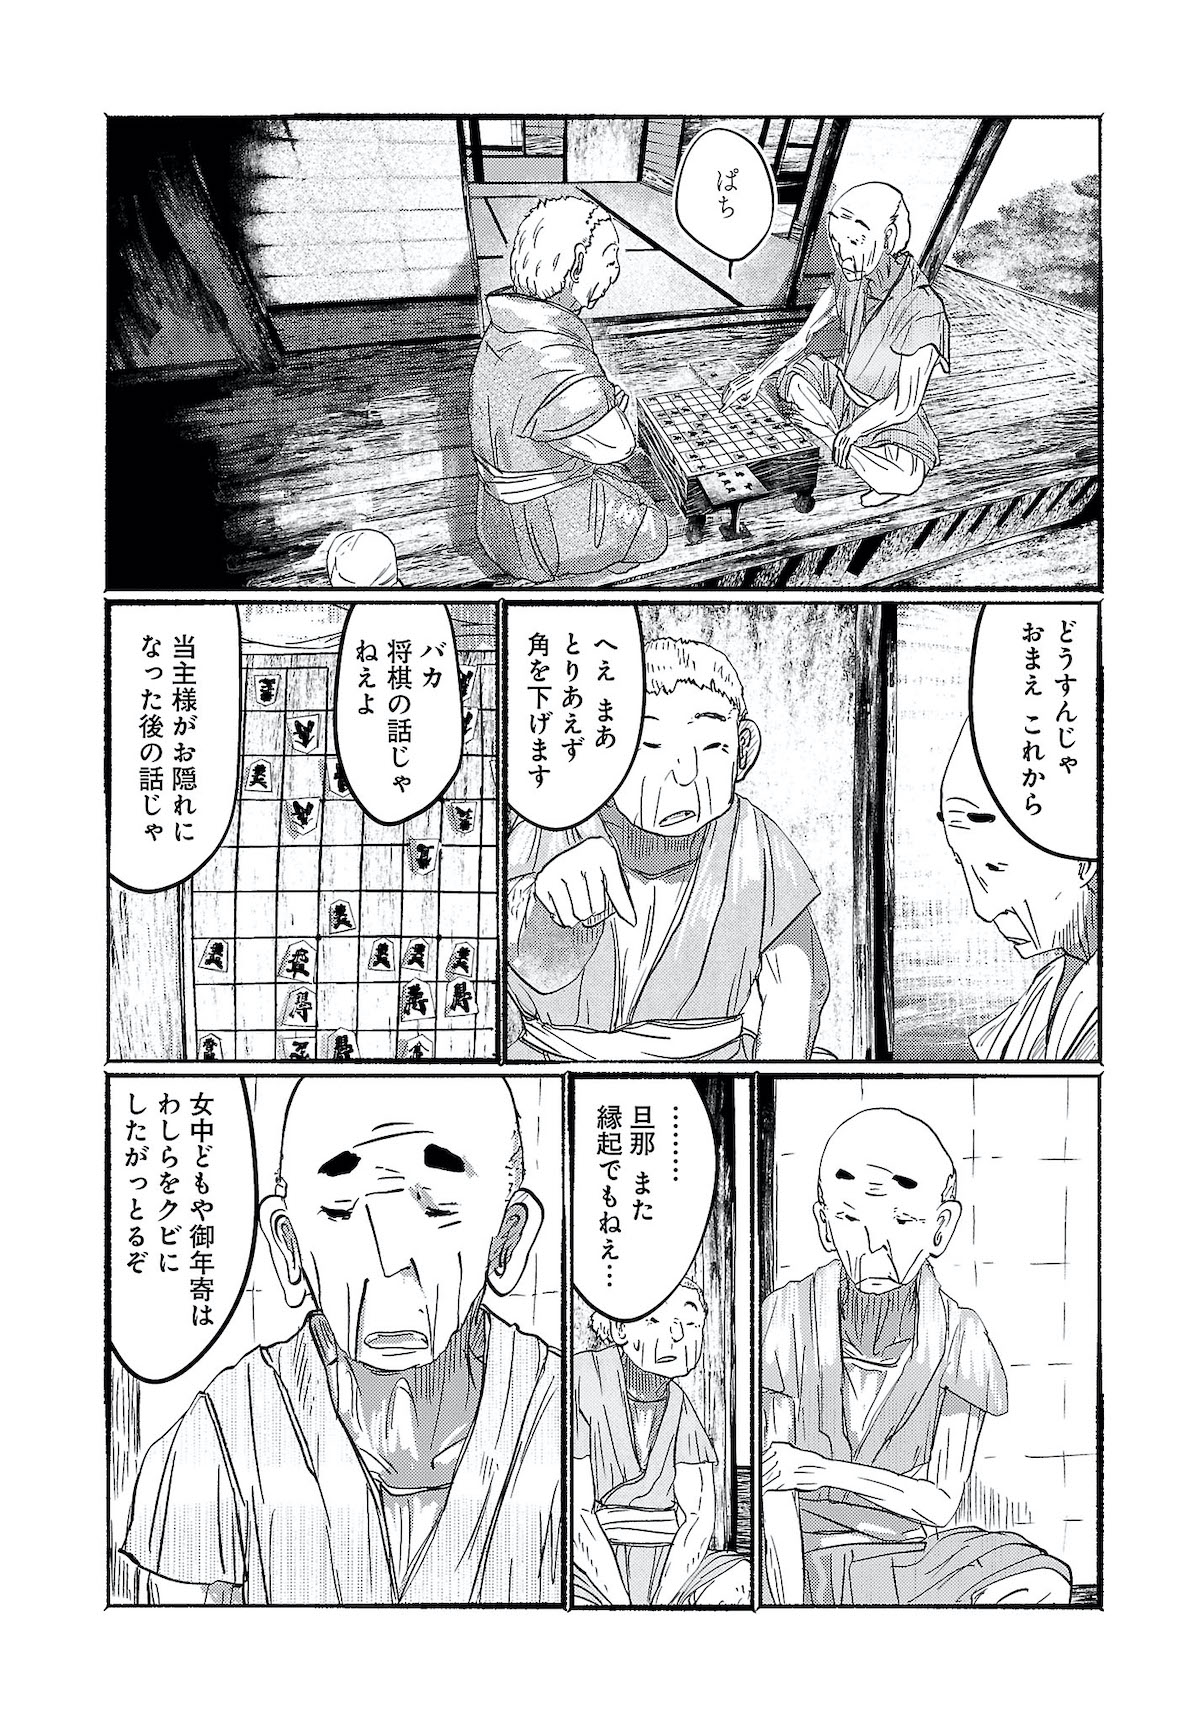 ぱち
どうすんじゃ
おまえ これから
へぇ まあ
とりあえず
角を下げます
バカ
将棋の話じゃ
ねえよ
当主様がお隠れに
なった後の話じゃ
………
旦那 また
縁起でもねぇ…
女中どもや御年寄は
わしらをクビに
したがっとるぞ